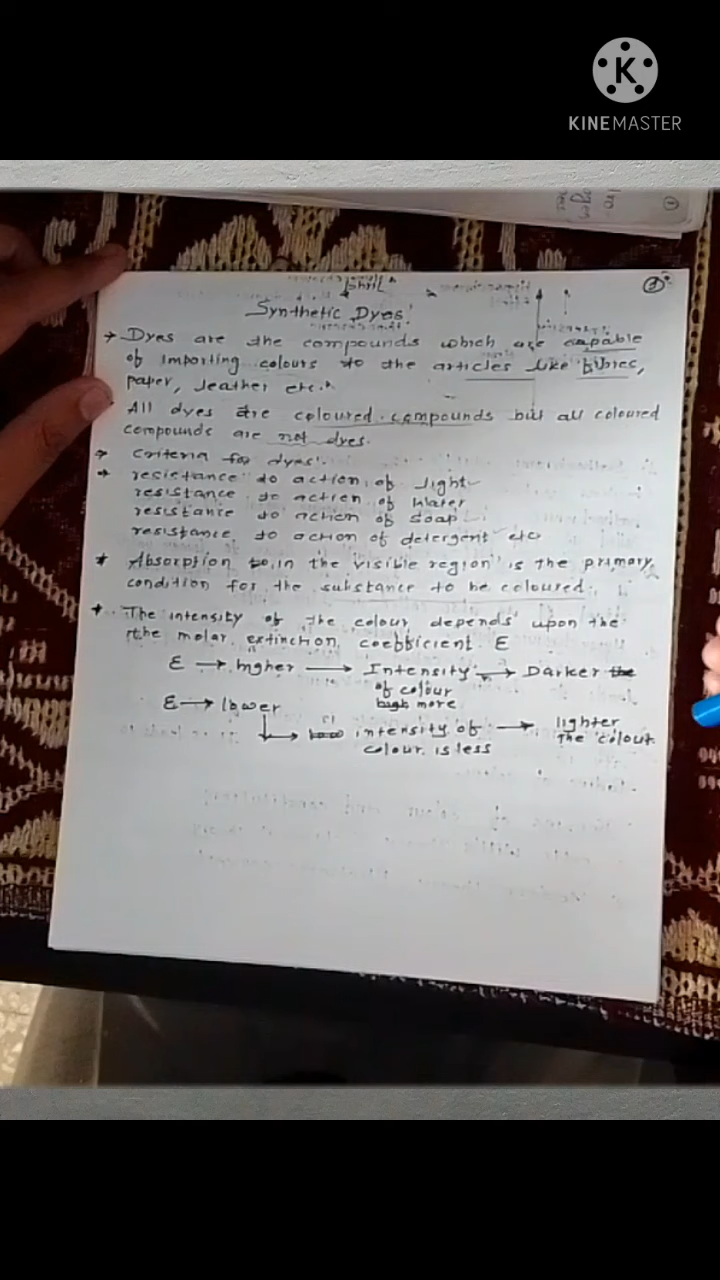 KINEMASTER
1
Synthetic Dyes
→ Dyes are the compounds which are capable
of importing colours to the articles like fibres,
paper, leather etc.
All dyes are coloured compounds but all coloured
compounds are not dyes.
→ Criteria for dyes
→ resistance to action of light
resistance to action of water
resistance to action of soap
resistance to action of detergent etc
* Absorption in the visible region is the primary
condition for the substance to be coloured.
* The intensity of the colour depends upon the
the molar extinction coefficient ε
ε → higher → Intensity → Darker the
of colour
more
ε → lower
→ intensity of → lighter
colour is less the colour